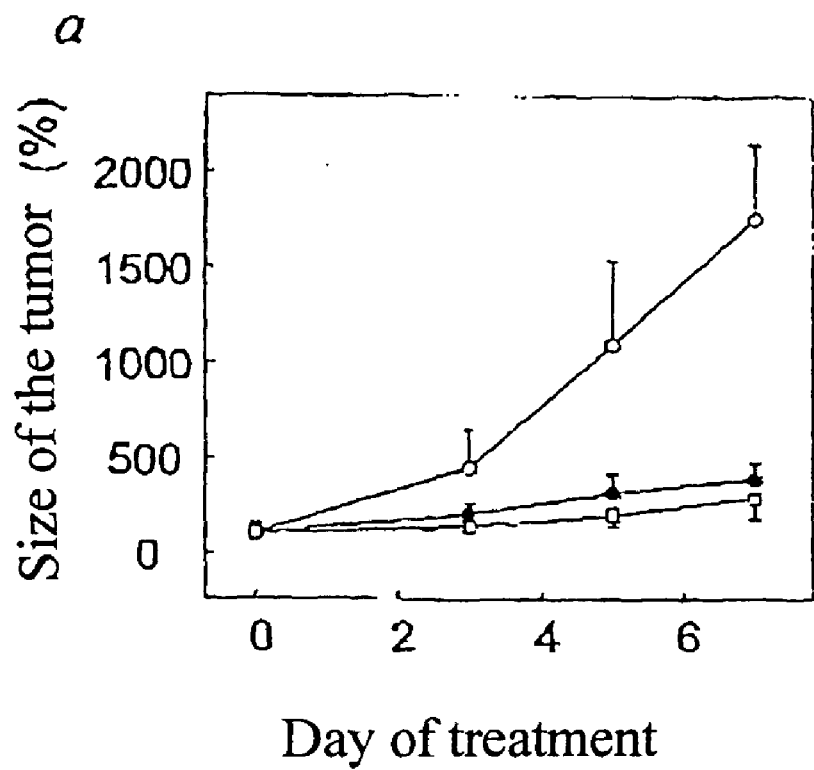 a
Size of the tumor (%)
2000
1500
1000
500
0
0 2 4 6
Day of treatment